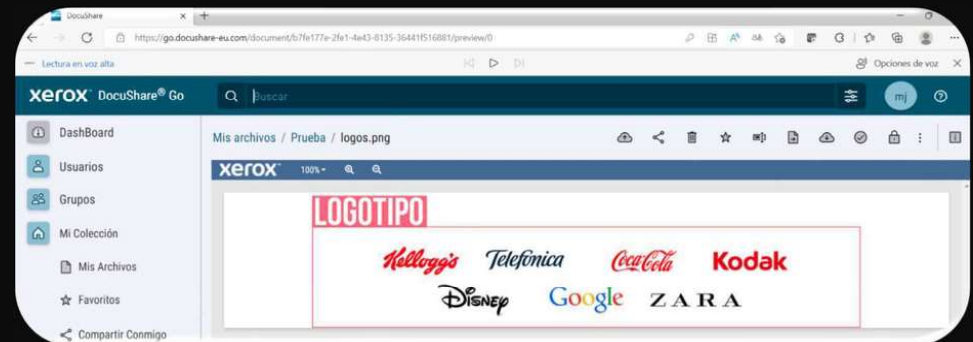 DocuShare
https://go.docushare-eu.com/document/b7fe177e-2fe1-4e43-8135-36441f516881/preview/0
Lectura en voz alta
Opciones de voz
xerox™ DocuShare® Go
Buscar
mj
DashBoard
Mis archivos / Prueba / logos.png
Usuarios
xerox™ 100%
Grupos
LOGOTIPO
Mi Colección
Kellogg's Telefónica Coca-Cola Kodak
Mis Archivos
Disney Google ZARA
Favoritos
Compartir Conmigo